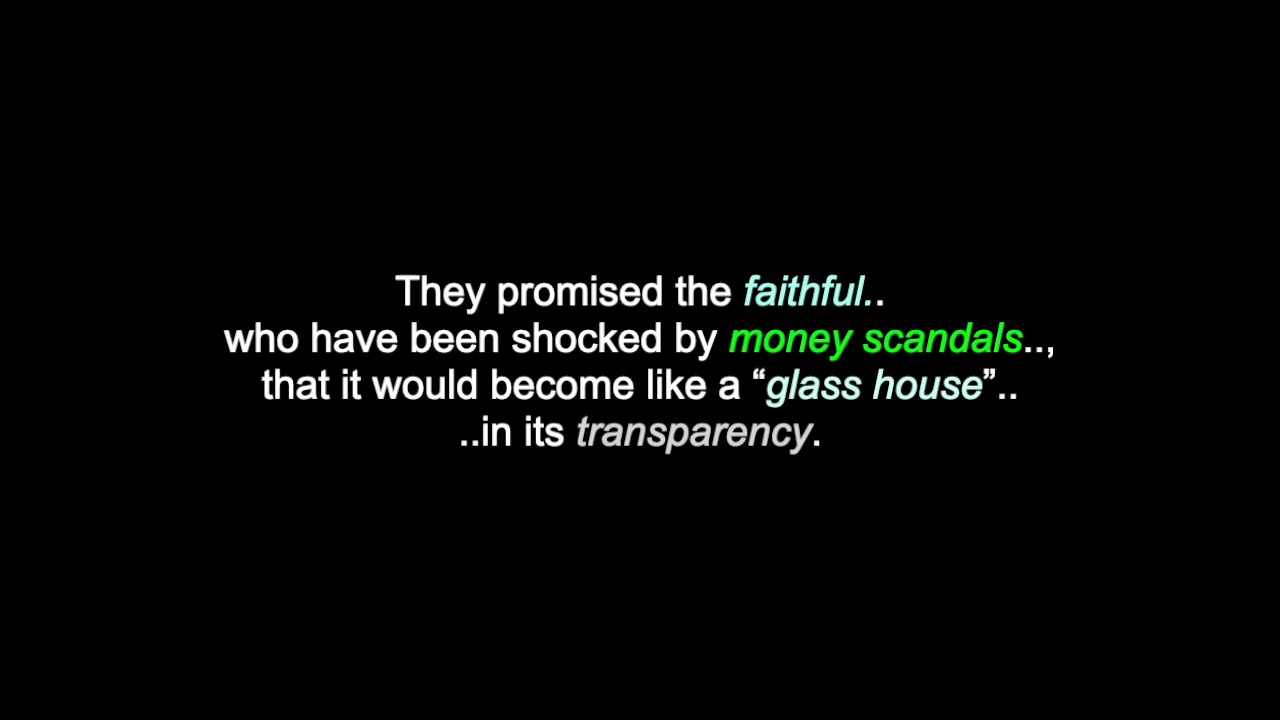 They promised the faithful..
who have been shocked by money scandals..,
that it would become like a “glass house”..
..in its transparency.